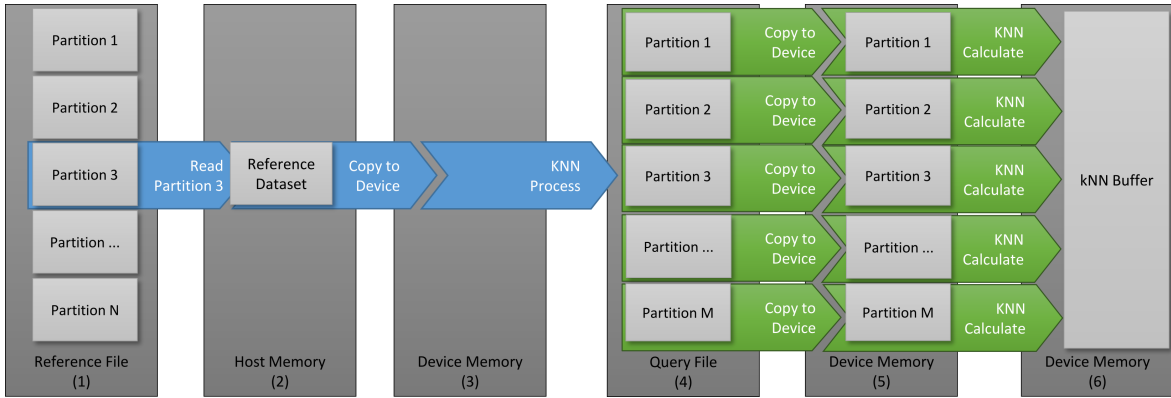 Partition 1
Partition 2
Partition 3
Partition ...
Partition N
Reference File
(1)
Read
Partition 3
Reference
Dataset
Host Memory
(2)
Copy to
Device
Device Memory
(3)
KNN
Process
Partition 1
Partition 2
Partition 3
Partition ...
Partition M
Query File
(4)
Copy to
Device
Copy to
Device
Copy to
Device
Copy to
Device
Copy to
Device
Partition 1
Partition 2
Partition 3
Partition ...
Partition M
Device Memory
(5)
KNN
Calculate
KNN
Calculate
KNN
Calculate
KNN
Calculate
KNN
Calculate
kNN Buffer
Device Memory
(6)